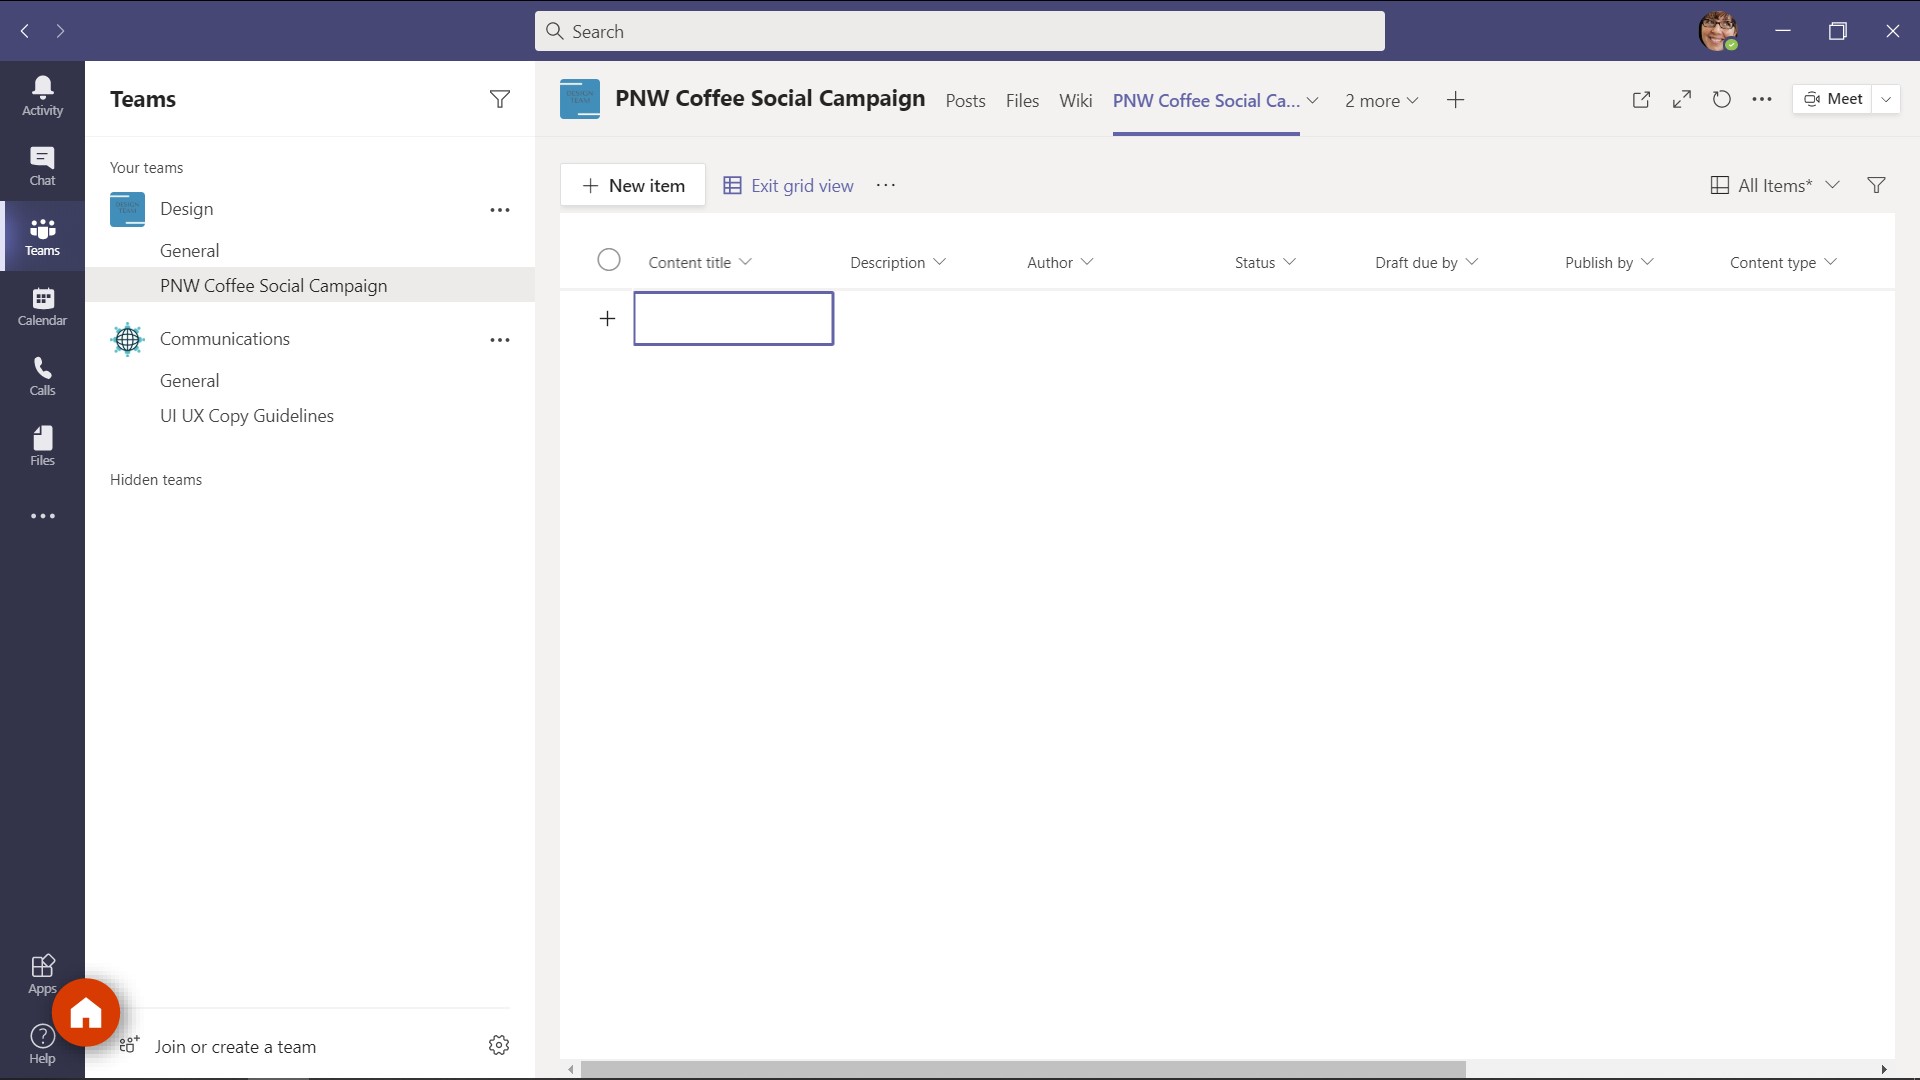 Search
Activity
Chat
Teams
Calendar
Calls
Files
Apps
Help
Teams
Your teams
Design
General
PNW Coffee Social Campaign
Communications
General
UI UX Copy Guidelines
Hidden teams
Join or create a team
PNW Coffee Social Campaign Posts Files Wiki PNW Coffee Social Ca... 2 more Meet
New item Exit grid view All Items*
Content title Description Author Status Draft due by Publish by Content type